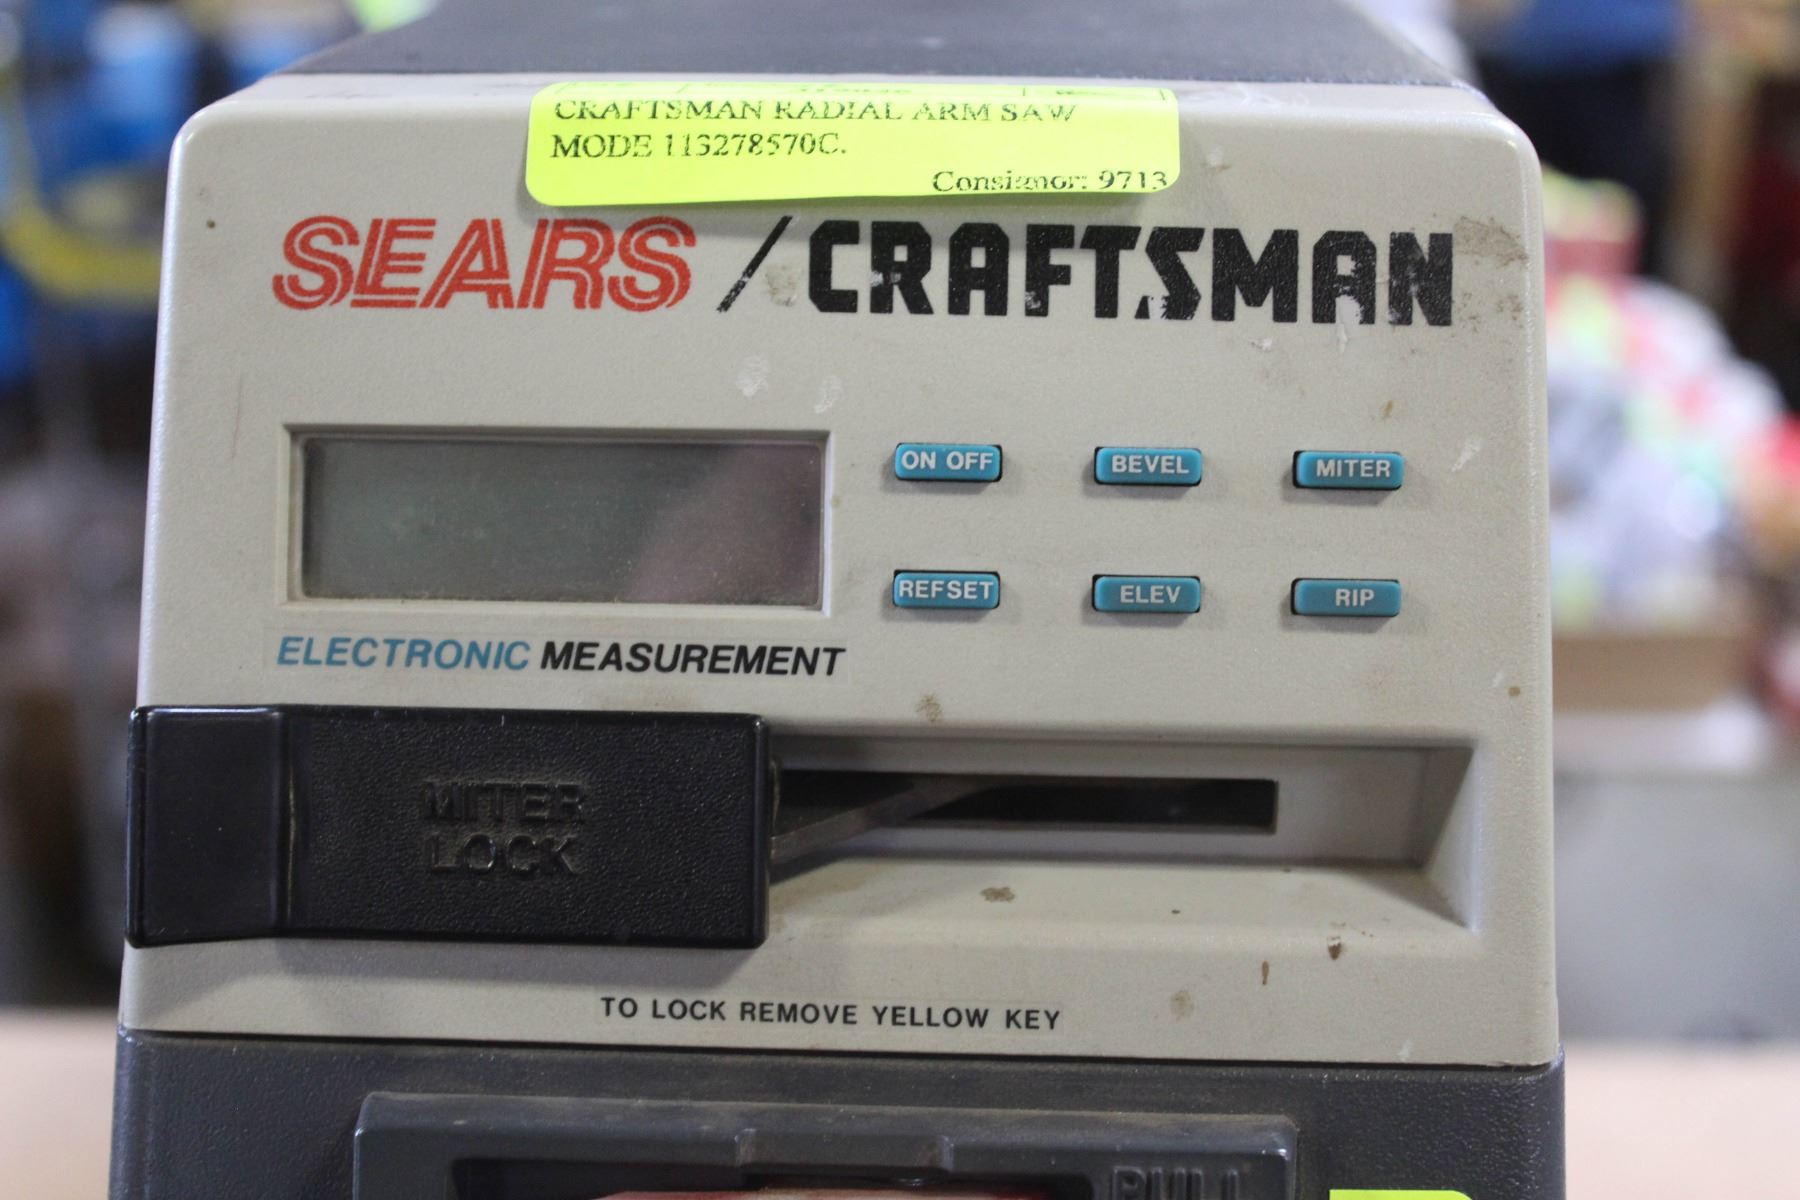 CRAFTSMAN RADIAL ARM SAW
MODE 113278570C.
Consignor: 9713
SEARS / CRAFTSMAN
ON OFF BEVEL MITER
REFSET ELEV RIP
ELECTRONIC MEASUREMENT
MITER
LOCK
TO LOCK REMOVE YELLOW KEY
PULL